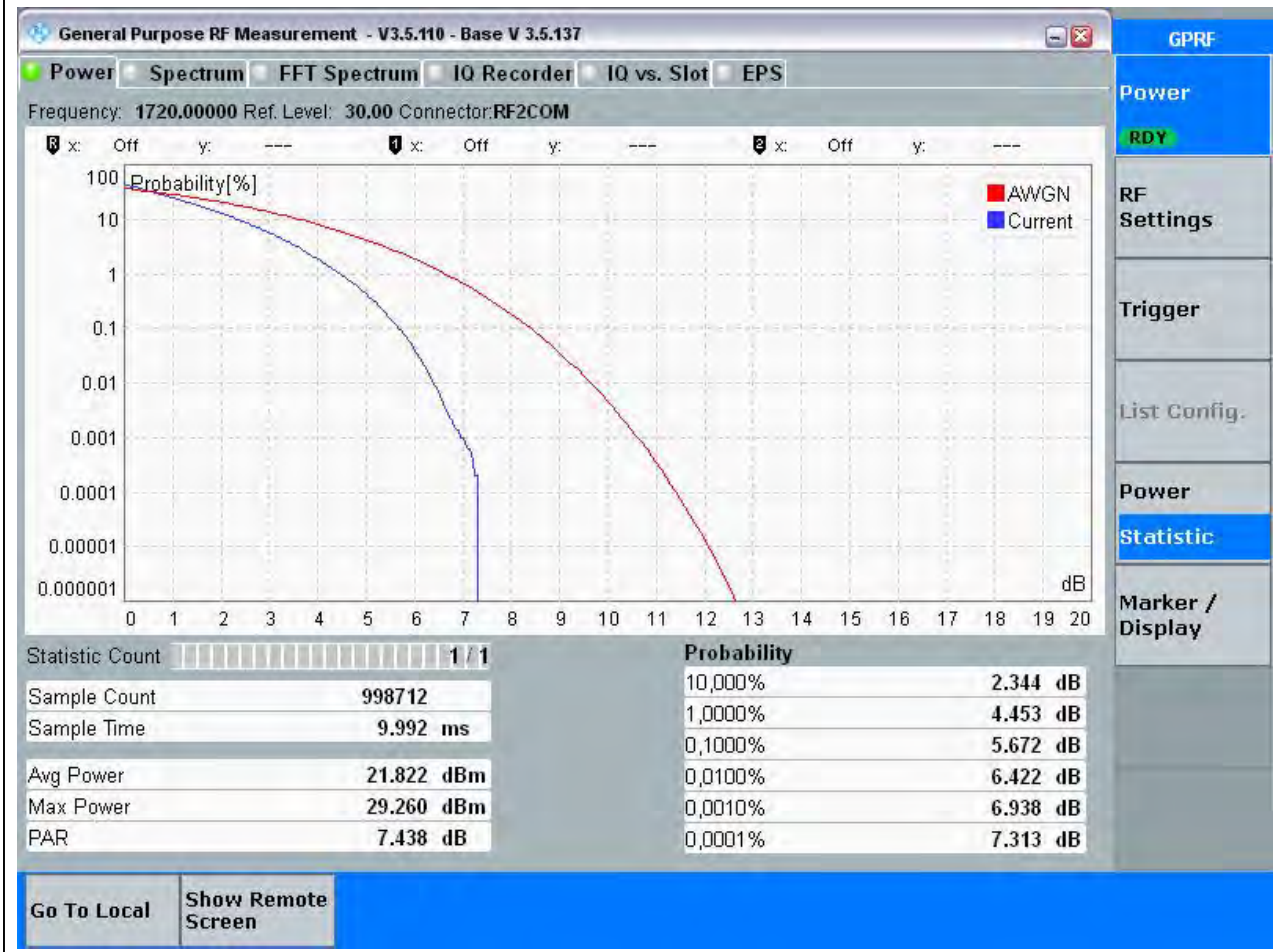 General Purpose RF Measurement - V3.5.110 - Base V 3.5.137
Power Spectrum FFT Spectrum IQ Recorder IQ vs. Slot EPS
Frequency: 1720.00000 Ref. Level: 30.00 Connector:RF2COM
R x: Off y: --- 1 x: Off y: --- 2 x: Off y: ---
Probability[%]
AWGN
Current
100
10
1
0.1
0.01
0.001
0.0001
0.00001
0.000001
dB
0 1 2 3 4 5 6 7 8 9 10 11 12 13 14 15 16 17 18 19 20
Statistic Count 1 / 1
Sample Count 998712
Sample Time 9.992 ms
Avg Power 21.822 dBm
Max Power 29.260 dBm
PAR 7.438 dB
Probability
10,000% 2.344 dB
1,0000% 4.453 dB
0,1000% 5.672 dB
0,0100% 6.422 dB
0,0010% 6.938 dB
0,0001% 7.313 dB
GPRF
Power
RDY
RF
Settings
Trigger
List Config.
Power
Statistic
Marker /
Display
Go To Local
Show Remote
Screen